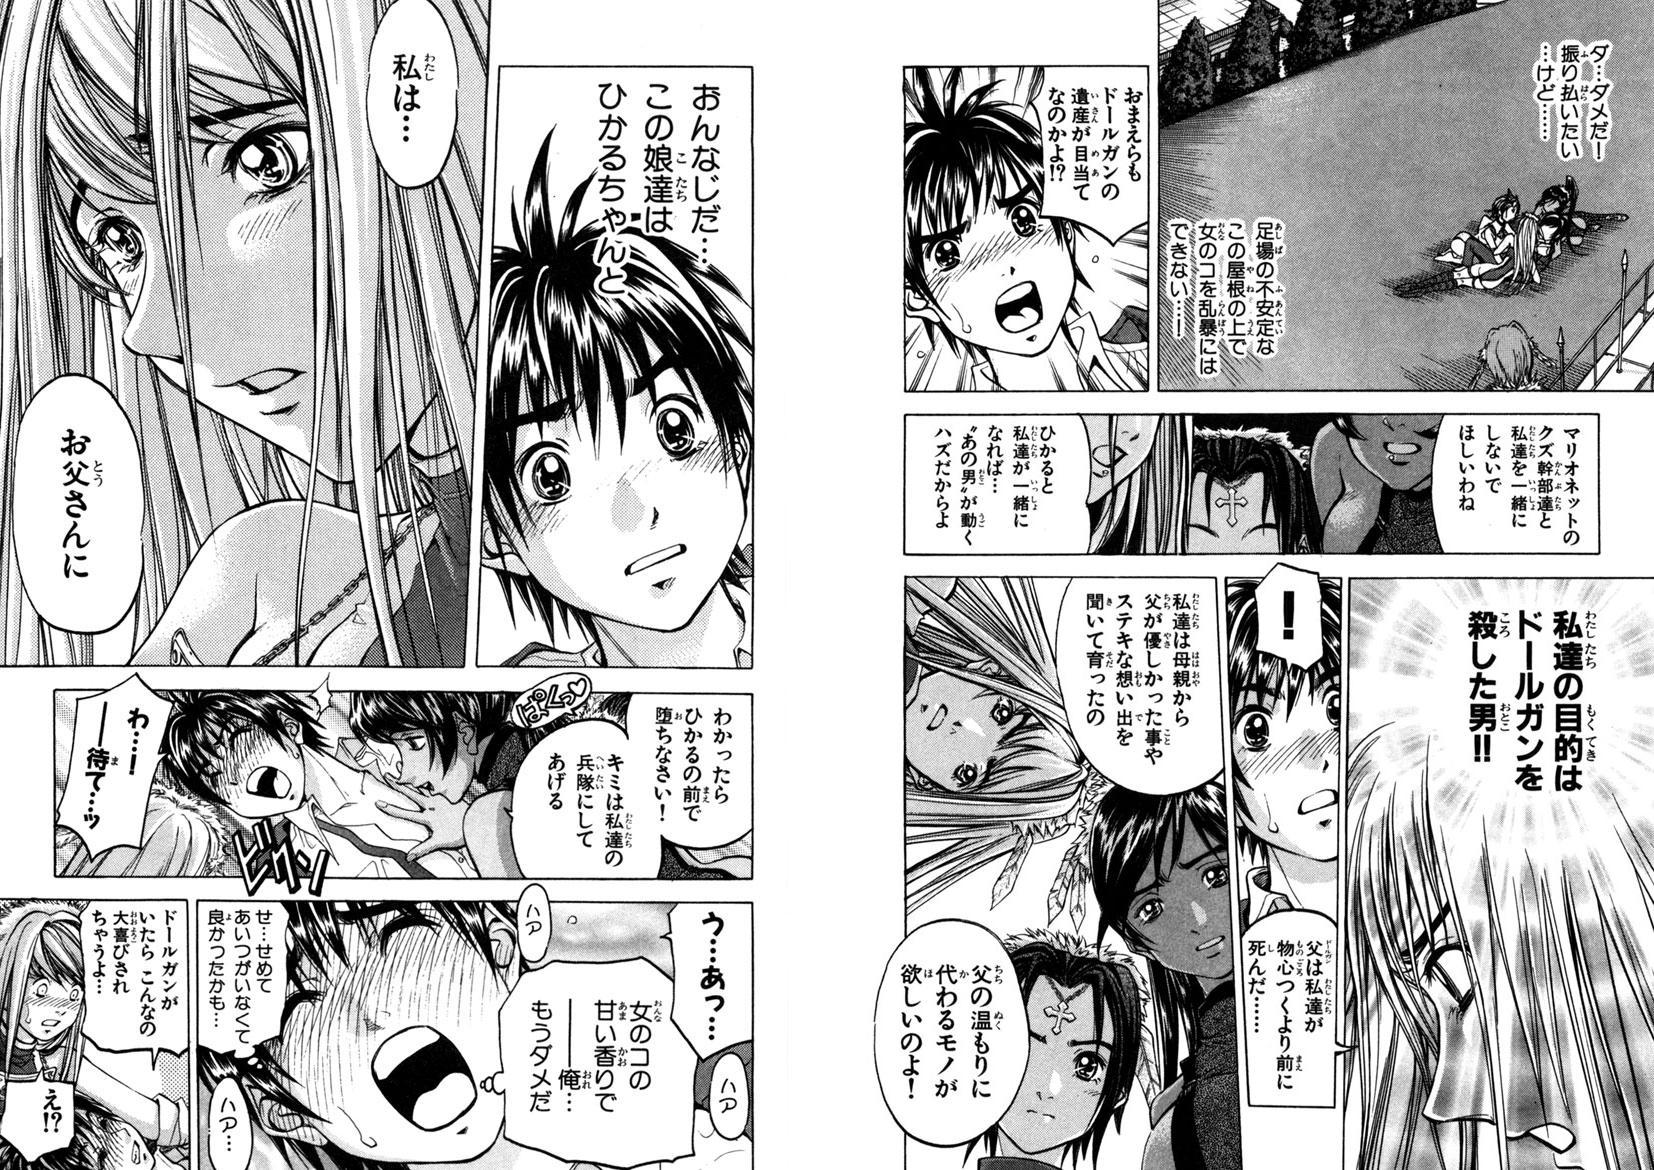 ダ…ダメだ!
振り払いたい
…けど……
足場の不安定な
この屋根の上で
女のコを乱暴には
できない…!
おまえらも
ドールガンの
遺産が目当て
なのかよ!?
マリオネットの
クズ幹部達と
私達を一緒に
しないで
ほしいわね
ひかると
私達が一緒に
なれば…
〝あの男〟が動く
ハズだからよ
私達の目的は
ドールガンを
殺した男!!
!
父は私達が
物心つくより前に
死んだ……
私達は母親から
父が優しかった事や
ステキな想い出を
聞いて育ったの
父の温もりに
代わるモノが
欲しいのよ!
おんなじだ…
この娘達は
ひかるちゃんと
私は…
お父さんに
わかったら
ひかるの前で
堕ちなさい!
キミは私達の
兵隊にして
あげる
ぱくっ♡
わ…!
──待て…ッ
ビクン
う…あっ…
ハア
ハア
女のコの
甘い香りで
──俺…
もうダメだ
せ…せめて
あいつがいなくて
良かったかも…
ハア…
ドールガンが
いたら こんなの
大喜びされ
ちゃうよ…
え!?